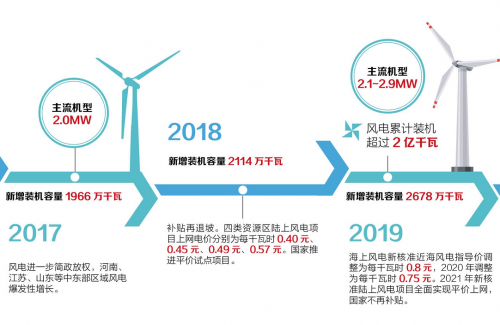 主流机型
2.0MW
新增装机容量 1966 万千瓦
2017
风电进一步简政放权。河南、
江苏、山东等中东部区域风电
爆发性增长。
2018
新增装机容量 2114 万千瓦
补贴再退坡。四类资源区陆上风电项
目上网电价分别为每千瓦时 0.40 元、
0.45 元、0.49 元、0.57 元。国家推
进平价试点项目。
主流机型
2.1-2.9MW
风电累计装机
超过 2 亿千瓦
新增装机容量 2678 万千瓦
2019
海上风电新核准近海风电指导价调
整为每千瓦时 0.8 元，2020 年调整
为每千瓦时 0.75 元。2021 年新核
准陆上风电项目全面实现平价上网，
国家不再补贴。